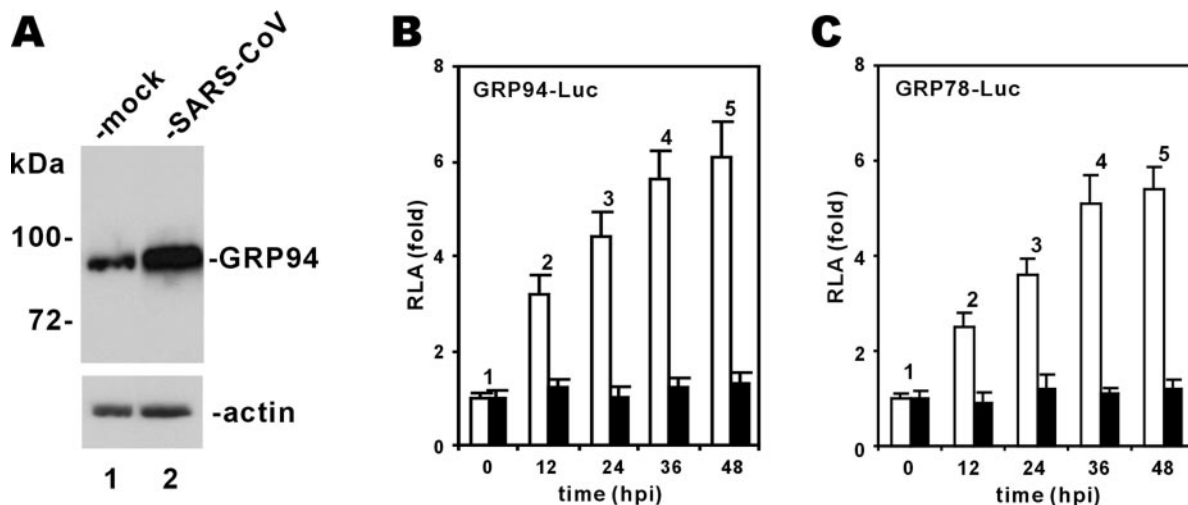 A
-mock
-SARS-CoV
kDa
100-
-GRP94
72-
-actin
1 2
B
GRP94-Luc
RLA (fold)
8
6
4
2
0
1
2
3
4
5
0 12 24 36 48
time (hpi)
C
GRP78-Luc
RLA (fold)
8
6
4
2
0
1
2
3
4
5
0 12 24 36 48
time (hpi)